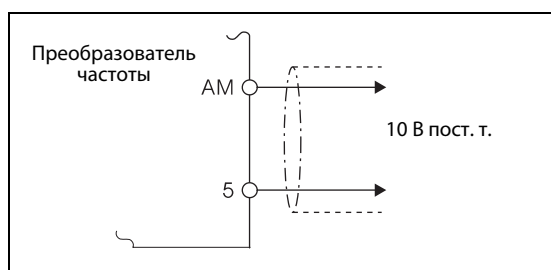 Преобразователь
частоты
AM
10 В пост. т.
5